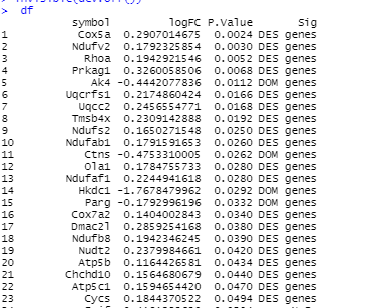 > df
symbol logFC P.Value Sig
1 Cox5a 0.2907014675 0.0024 DES genes
2 Ndufv2 0.1792325854 0.0030 DES genes
3 Rhoa 0.1942921546 0.0052 DES genes
4 Prkag1 0.3260058506 0.0068 DES genes
5 Ak4 -0.4442077836 0.0112 DOM genes
6 Uqcrfs1 0.2174860424 0.0166 DES genes
7 Uqcc2 0.2456554771 0.0168 DES genes
8 Tmsb4x 0.2309142888 0.0192 DES genes
9 Ndufs2 0.1650271548 0.0250 DES genes
10 Ndufab1 0.1791591653 0.0260 DES genes
11 Ctns -0.4753310005 0.0262 DOM genes
12 Ola1 0.1784755733 0.0280 DES genes
13 Ndufaf1 0.2244941618 0.0280 DES genes
14 Hkdc1 -1.7678479962 0.0292 DOM genes
15 Parg -0.1792996196 0.0332 DOM genes
16 Cox7a2 0.1404002843 0.0340 DES genes
17 Dmac2l 0.2859254168 0.0380 DES genes
18 Ndufb8 0.1942346245 0.0390 DES genes
19 Nudt2 0.2379984661 0.0420 DES genes
20 Atp5b 0.1164426581 0.0434 DES genes
21 Chchd10 0.1564680679 0.0440 DES genes
22 Atp5c1 0.1594654420 0.0470 DES genes
23 Cycs 0.1844370522 0.0494 DES genes